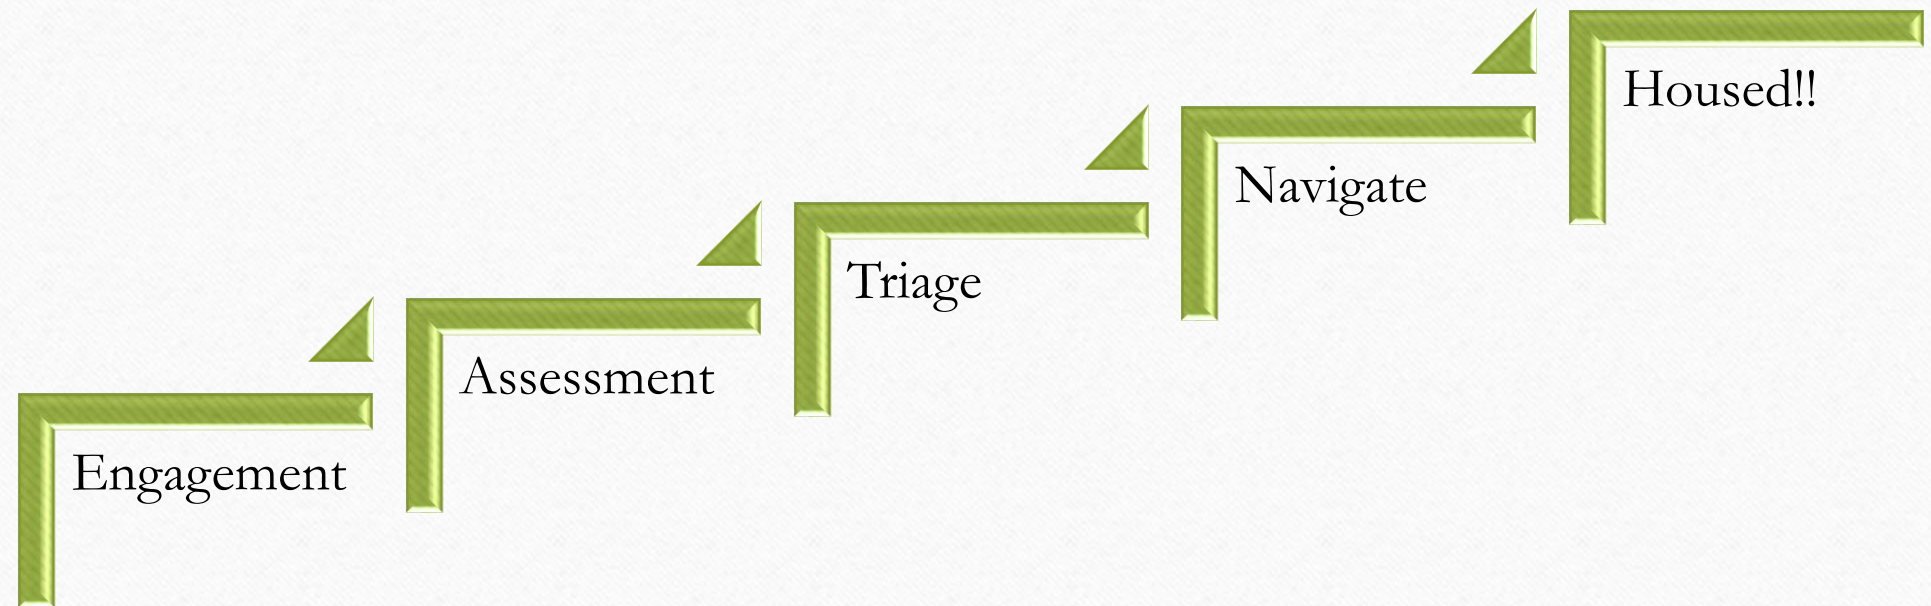 Engagement
Assessment
Triage
Navigate
Housed!!